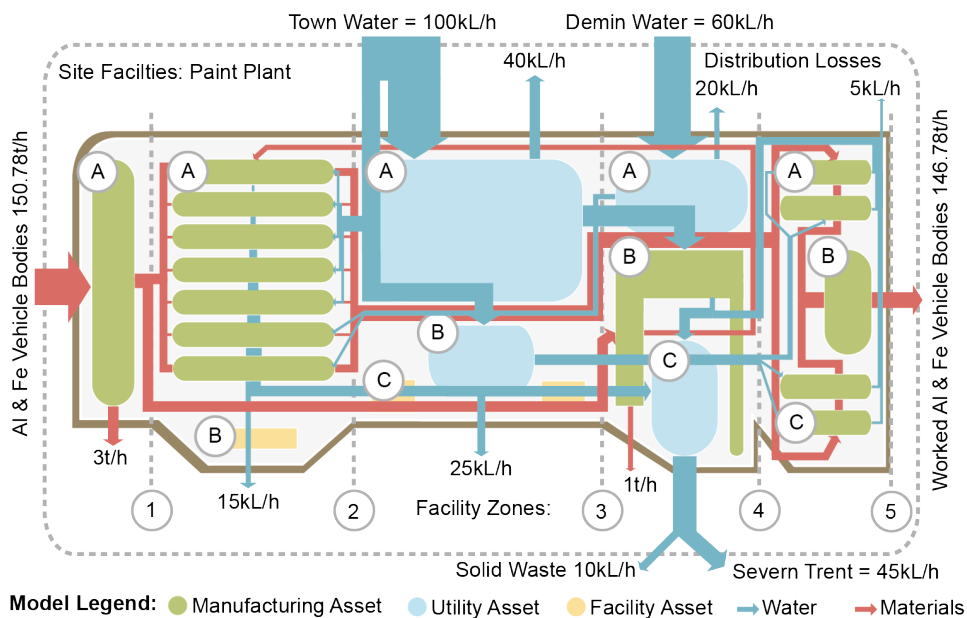 Town Water = 100kL/h
Demin Water = 60kL/h
Site Facilties: Paint Plant
40kL/h
Distribution Losses
20kL/h
5kL/h
Al & Fe Vehicle Bodies 150.78t/h
Worked Al & Fe Vehicle Bodies 146.78t/h
A
A
A
A
A
B
B
B
C
C
C
B
3t/h
15kL/h
25kL/h
1t/h
Facility Zones:
1
2
3
4
5
Solid Waste 10kL/h
Severn Trent = 45kL/h
Model Legend:
Manufacturing Asset
Utility Asset
Facility Asset
Water
Materials